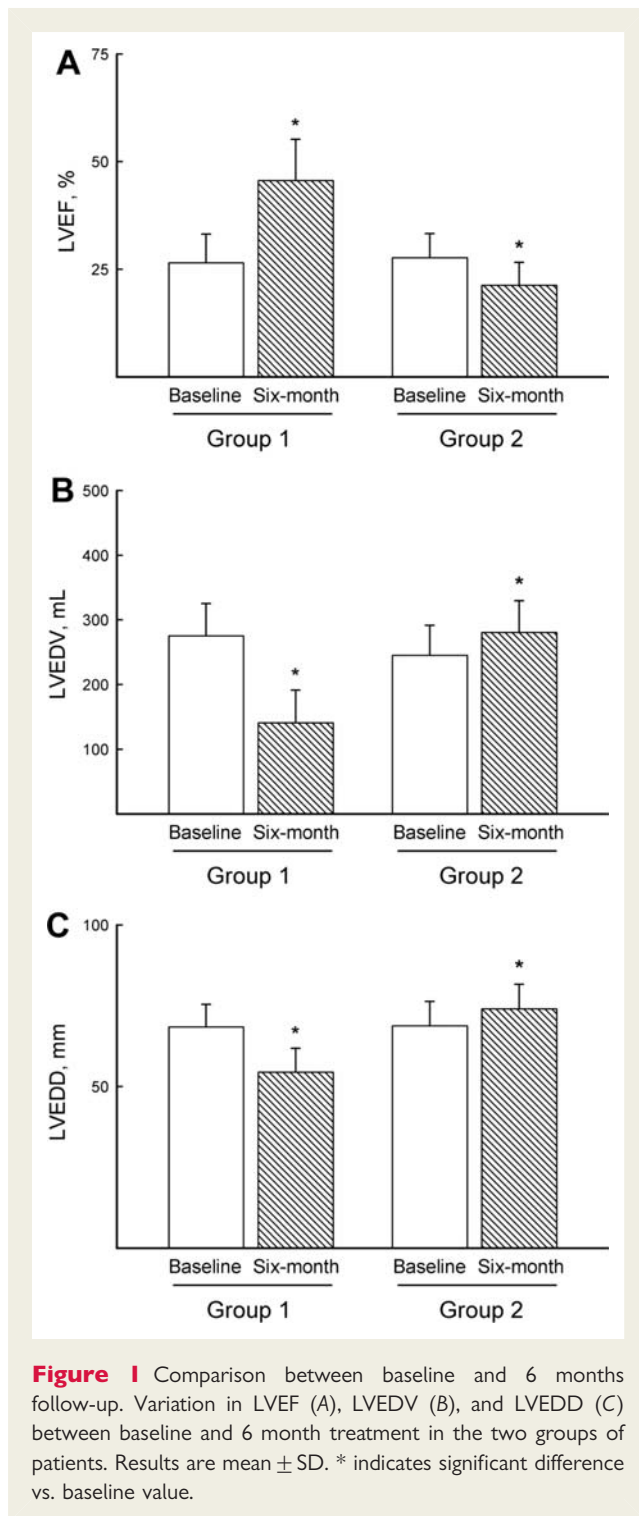 A
75
50
25
LVEF, %
*
*
Baseline Six-month Baseline Six-month
Group 1 Group 2
B
500
400
300
200
100
LVEDV, mL
*
*
Baseline Six-month Baseline Six-month
Group 1 Group 2
C
100
50
LVEDD, mm
*
*
Baseline Six-month Baseline Six-month
Group 1 Group 2
Figure 1 Comparison between baseline and 6 months
follow-up. Variation in LVEF (A), LVEDV (B), and LVEDD (C)
between baseline and 6 month treatment in the two groups of
patients. Results are mean ± SD. * indicates significant difference
vs. baseline value.